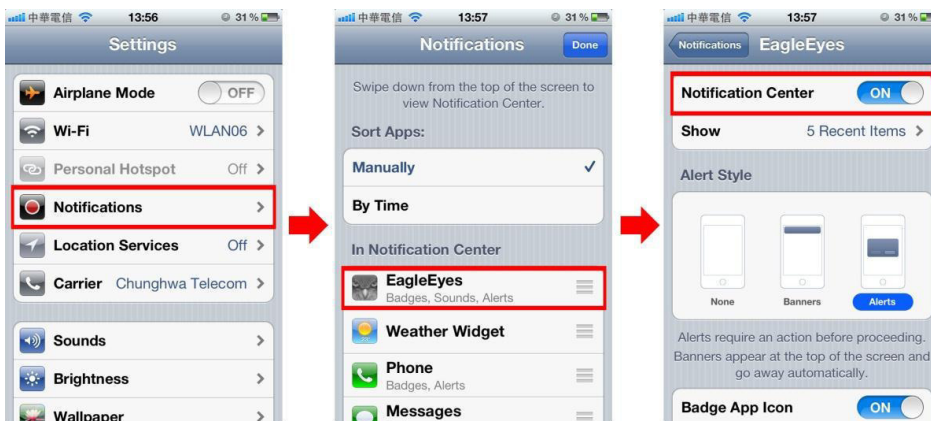 中華電信 13:56 31%
Settings
Airplane Mode OFF
Wi-Fi WLAN06
Personal Hotspot Off
Notifications
Location Services Off
Carrier Chunghwa Telecom
Sounds
Brightness
Wallpaper
中華電信 13:57 31%
Notifications Done
Swipe down from the top of the screen to
view Notification Center.
Sort Apps:
Manually
By Time
In Notification Center
EagleEyes
Badges, Sounds, Alerts
Weather Widget
Phone
Badges, Alerts
Messages
中華電信 13:57 31%
Notifications EagleEyes
Notification Center ON
Show 5 Recent Items
Alert Style
None Banners Alerts
Alerts require an action before proceeding.
Banners appear at the top of the screen and
go away automatically.
Badge App Icon ON